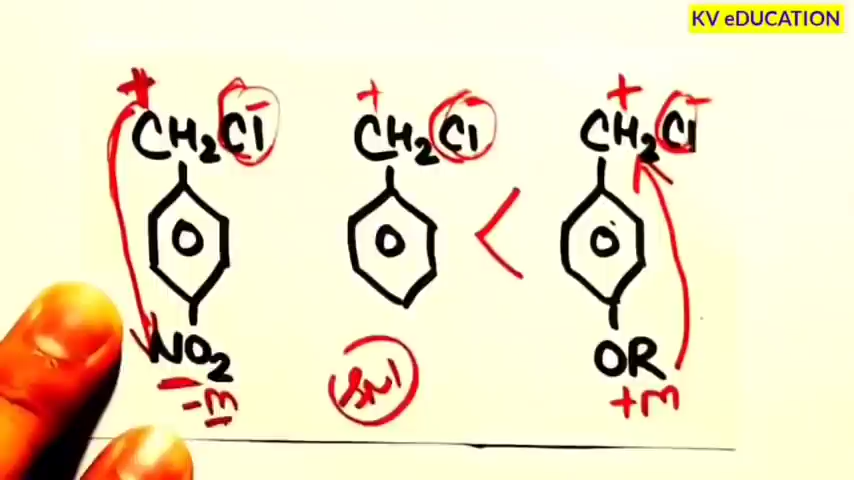 KV eDUCATION
+ + +
CH₂Cl⁻ CH₂Cl⁻ CH₂Cl⁻
<
NO₂ OR
-M SN1 +M